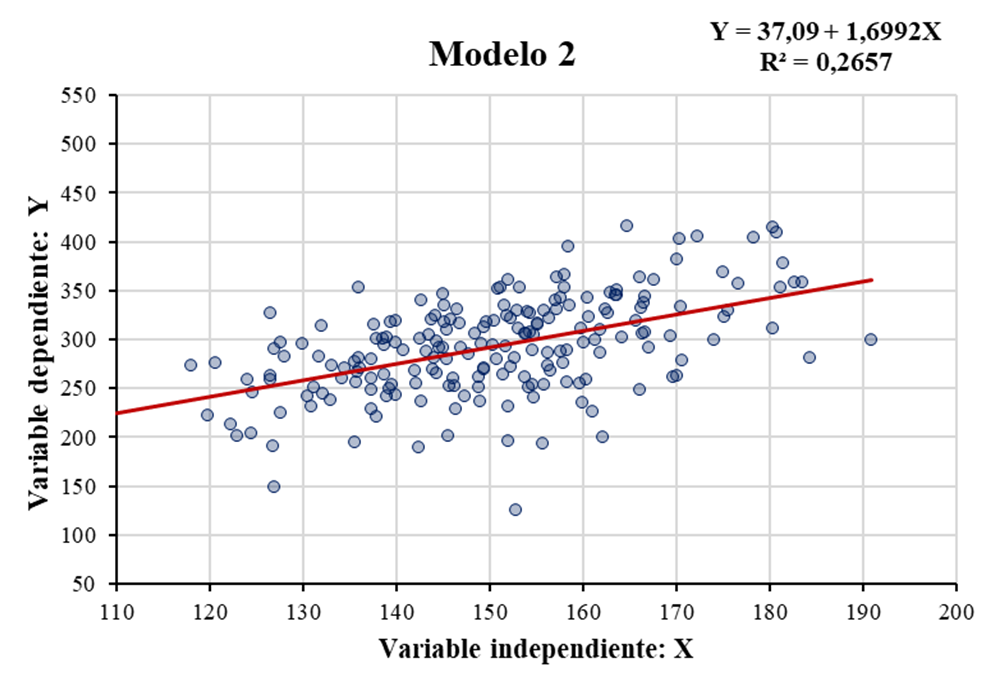 Modelo 2
Y = 37,09 + 1,6992X
R² = 0,2657
Variable dependiente: Y
550
500
450
400
350
300
250
200
150
100
50
110 120 130 140 150 160 170 180 190 200
Variable independiente: X